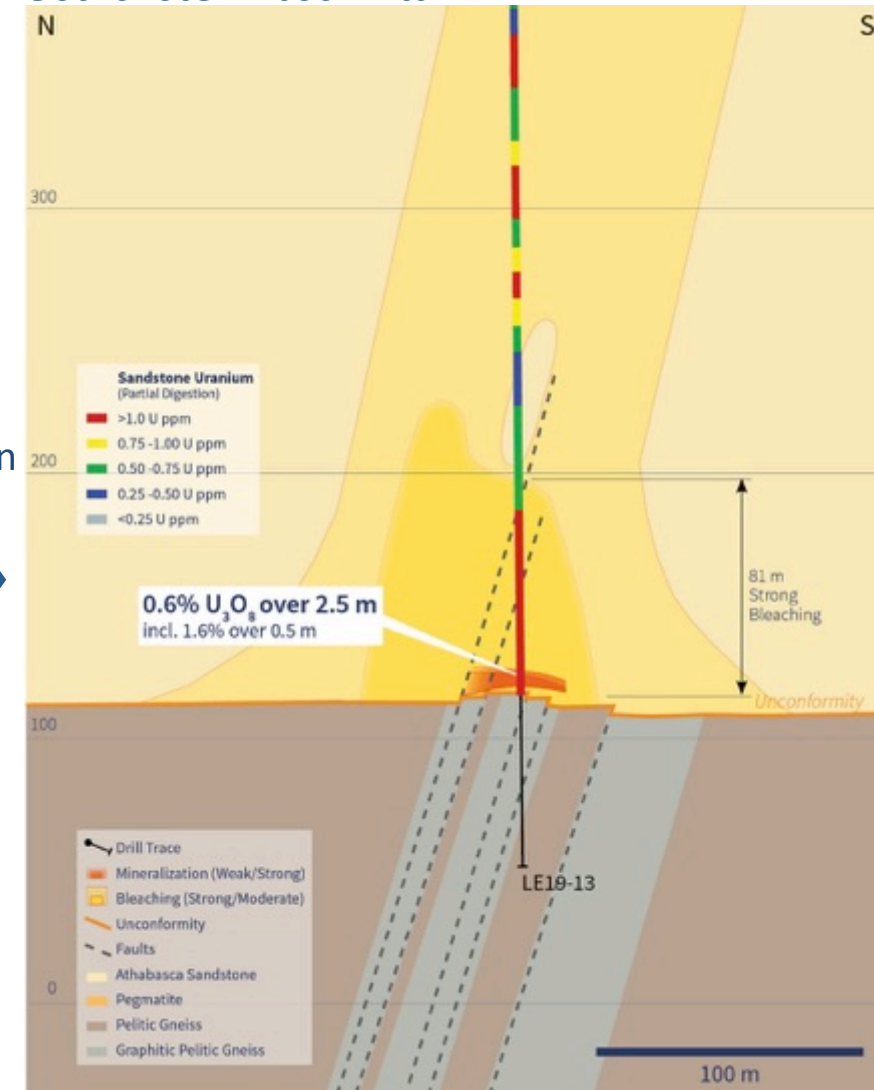 N
S
300
Sandstone Uranium
(Partial Digestion)
>1.0 U ppm
0.75 -1.00 U ppm
0.50 -0.75 U ppm
0.25 -0.50 U ppm
<0.25 U ppm
200
81 m
Strong
Bleaching
0.6% U3O8 over 2.5 m
incl. 1.6% over 0.5 m
Unconformity
100
Drill Trace
Mineralization (Weak/Strong)
Bleaching (Strong/Moderate)
Unconformity
Faults
Athabasca Sandstone
Pegmatite
Pelitic Gneiss
Graphitic Pelitic Gneiss
LE19-13
0
100 m